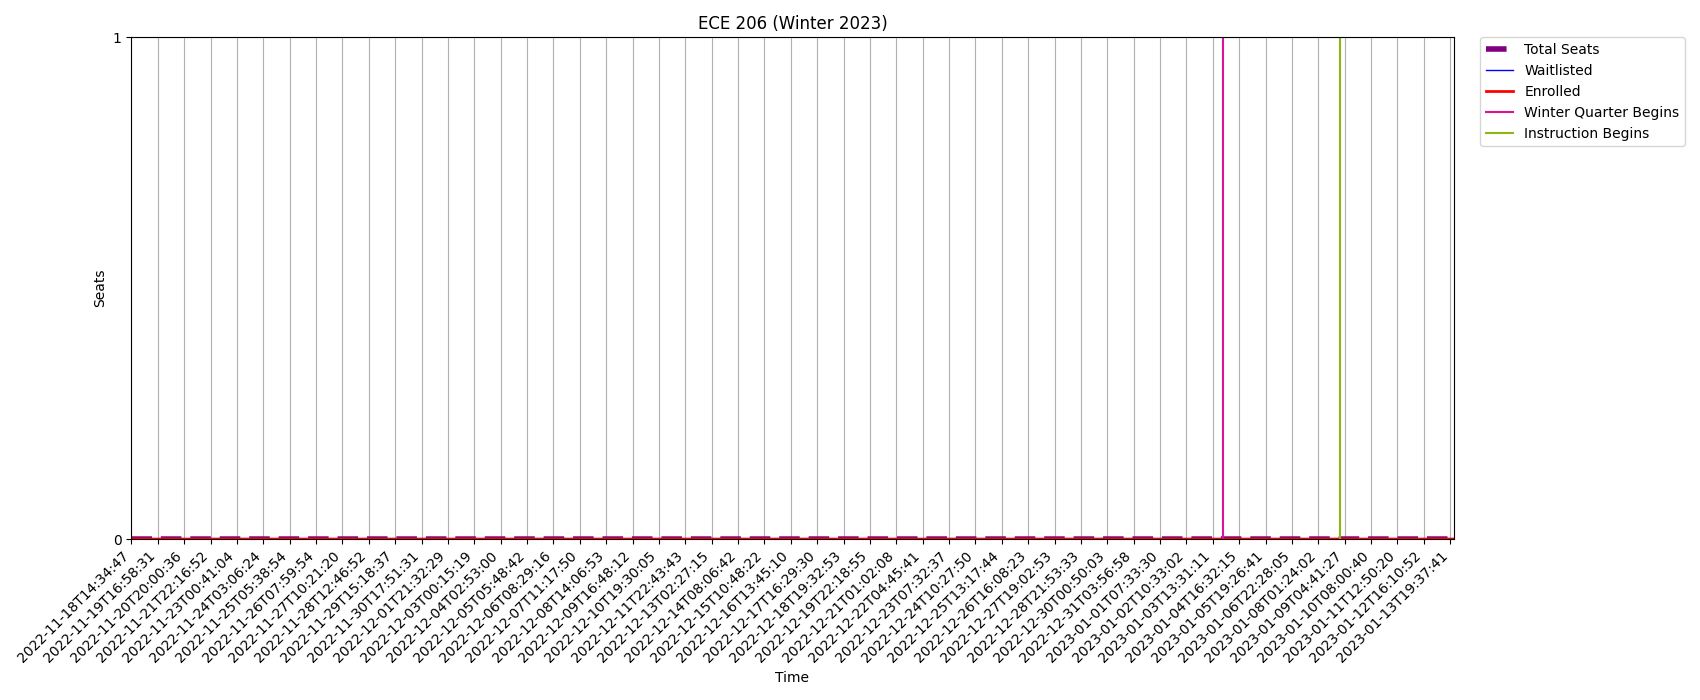 ECE 206 (Winter 2023)
1
0
Seats
Total Seats
Waitlisted
Enrolled
Winter Quarter Begins
Instruction Begins
2022-11-18T14:34:47
2022-11-19T16:58:31
2022-11-20T20:00:36
2022-11-21T22:16:52
2022-11-23T00:41:04
2022-11-24T03:06:24
2022-11-25T05:38:54
2022-11-26T07:59:54
2022-11-27T10:21:20
2022-11-28T12:46:52
2022-11-29T15:18:37
2022-11-30T17:51:31
2022-12-01T21:32:29
2022-12-03T00:15:19
2022-12-04T02:53:00
2022-12-05T05:48:42
2022-12-06T08:29:16
2022-12-07T11:17:50
2022-12-08T14:06:53
2022-12-09T16:48:12
2022-12-10T19:30:05
2022-12-11T22:43:43
2022-12-13T02:27:15
2022-12-14T08:06:42
2022-12-15T10:48:22
2022-12-16T13:45:10
2022-12-17T16:29:30
2022-12-18T19:32:53
2022-12-19T22:18:55
2022-12-21T01:02:08
2022-12-22T04:45:41
2022-12-23T07:32:37
2022-12-24T10:27:50
2022-12-25T13:17:44
2022-12-26T16:08:23
2022-12-27T19:02:53
2022-12-28T21:53:33
2022-12-30T00:50:03
2022-12-31T03:56:58
2023-01-01T07:33:30
2023-01-02T10:33:02
2023-01-03T13:31:11
2023-01-04T16:32:15
2023-01-05T19:26:41
2023-01-06T22:28:05
2023-01-08T01:24:02
2023-01-09T04:41:27
2023-01-10T08:00:40
2023-01-11T12:50:20
2023-01-12T16:10:52
2023-01-13T19:37:41
Time